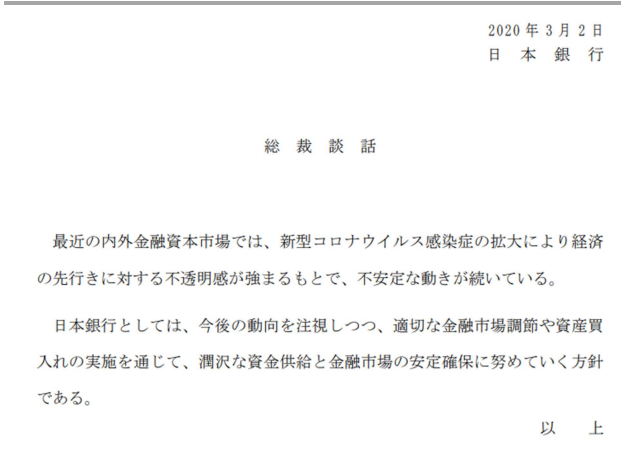 2020年3月2日
日本銀行
総裁談話
最近の内外金融資本市場では、新型コロナウイルス感染症の拡大により経済
の先行きに対する不透明感が強まるもとで、不安定な動きが続いている。
日本銀行としては、今後の動向を注視しつつ、適切な金融市場調節や資産買
入れの実施を通じて、潤沢な資金供給と金融市場の安定確保に努めていく方針
である。
以上